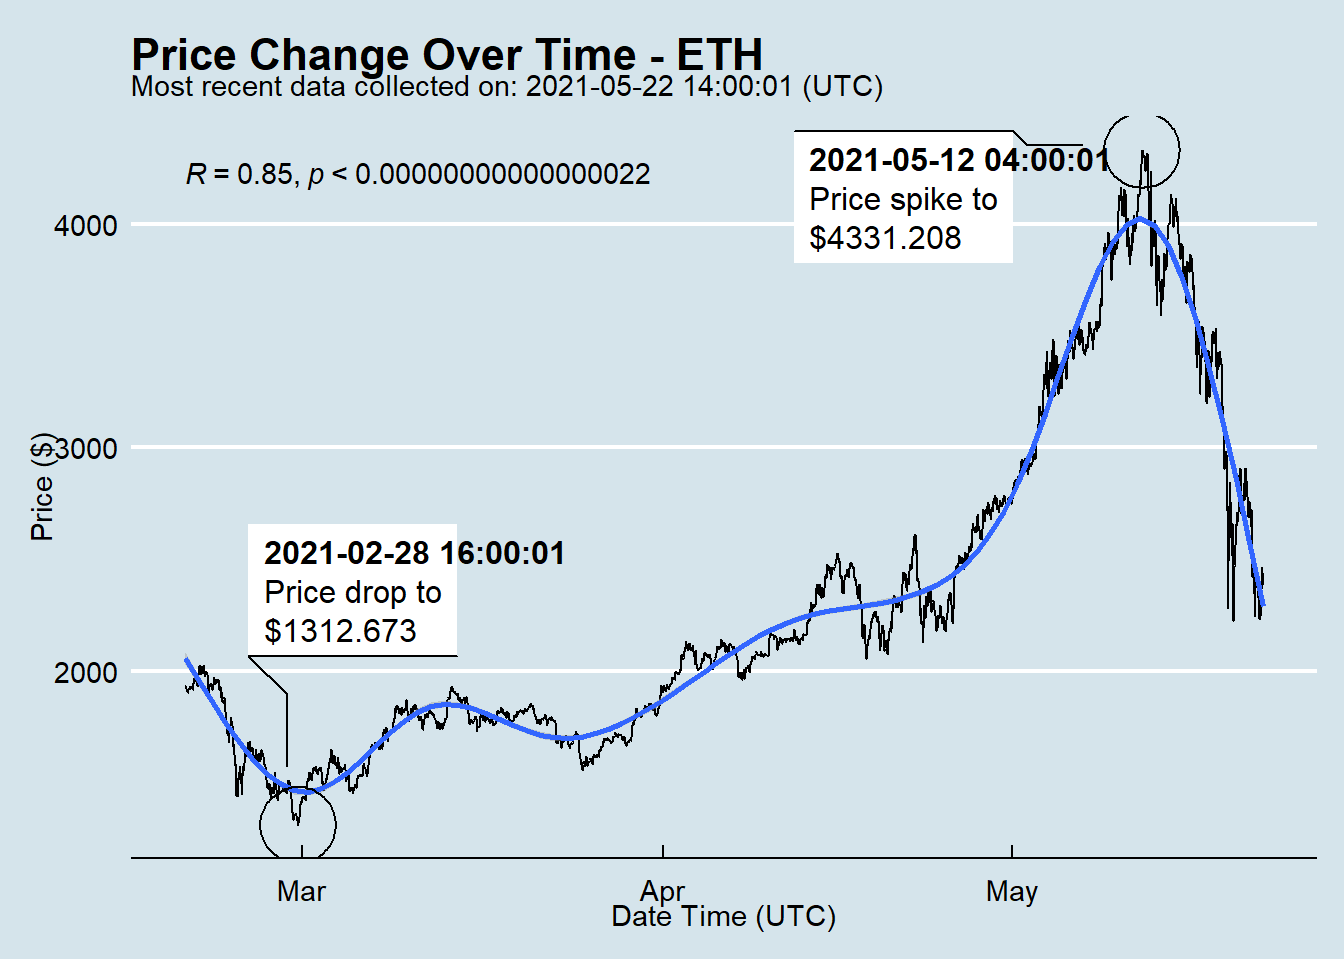 Price Change Over Time - ETH
Most recent data collected on: 2021-05-22 14:00:01 (UTC)
R = 0.85, p < 0.00000000000000022
2021-05-12 04:00:01
Price spike to
$4331.208
4000
3000
2000
Price ($)
2021-02-28 16:00:01
Price drop to
$1312.673
Mar
Apr
May
Date Time (UTC)